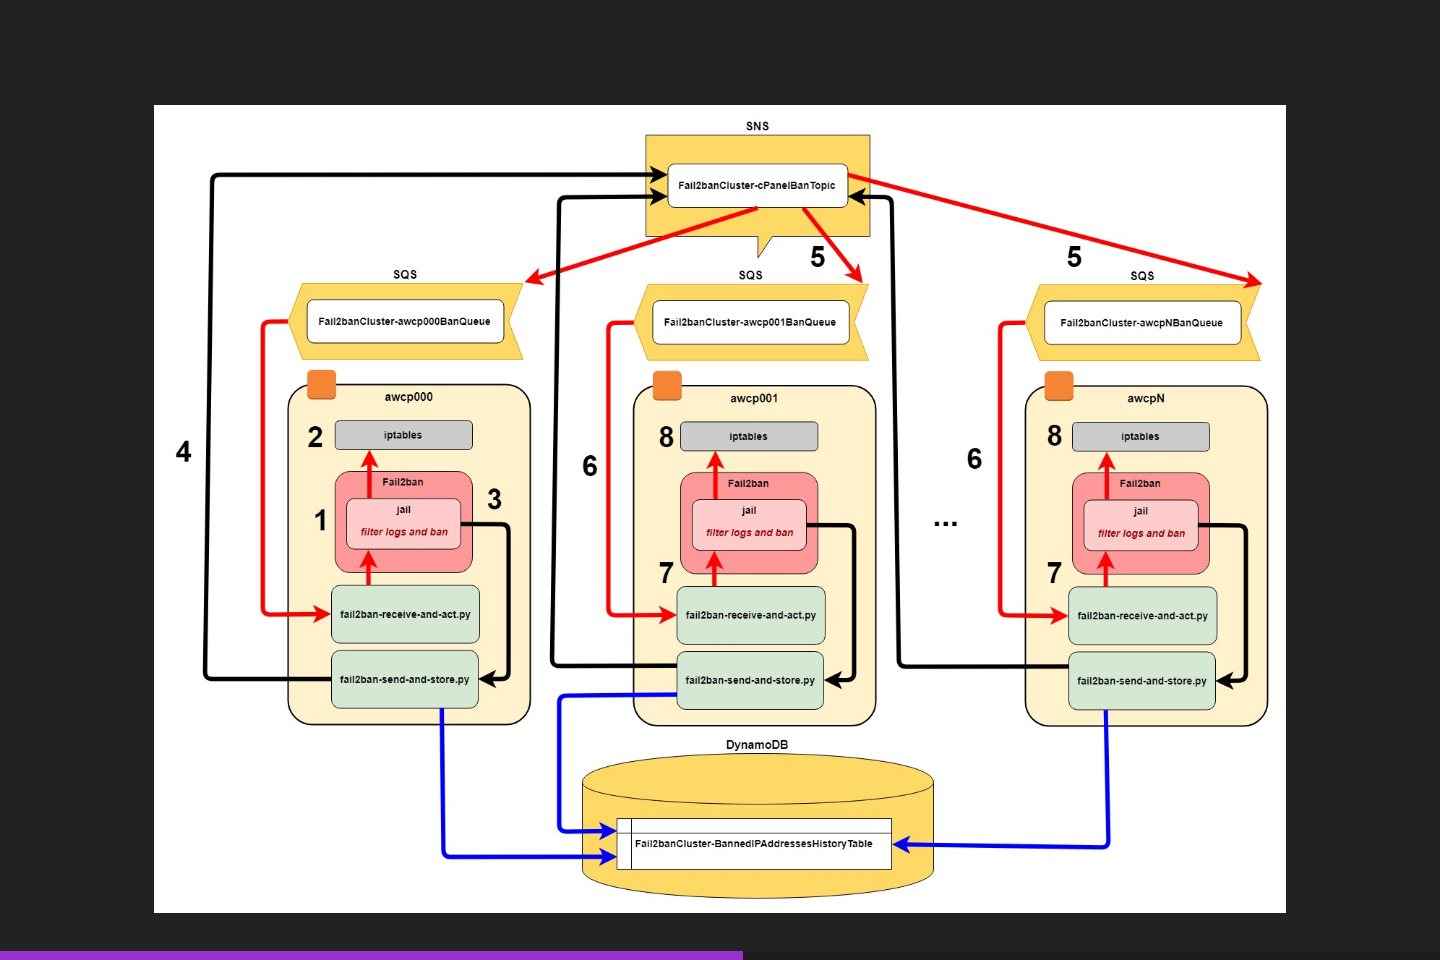 SNS
Fail2banCluster-cPanelBanTopic
5
5
SQS
SQS
SQS
Fail2banCluster-awcp000BanQueue
Fail2banCluster-awcp001BanQueue
Fail2banCluster-awcpNBanQueue
awcp000
awcp001
awcpN
4
2
iptables
8
iptables
8
iptables
6
6
Fail2ban
Fail2ban
Fail2ban
3
jail
jail
jail
1
filter logs and ban
filter logs and ban
filter logs and ban
...
7
7
fail2ban-receive-and-act.py
fail2ban-receive-and-act.py
fail2ban-receive-and-act.py
fail2ban-send-and-store.py
fail2ban-send-and-store.py
fail2ban-send-and-store.py
DynamoDB
Fail2banCluster-BannedIPAddressesHistoryTable